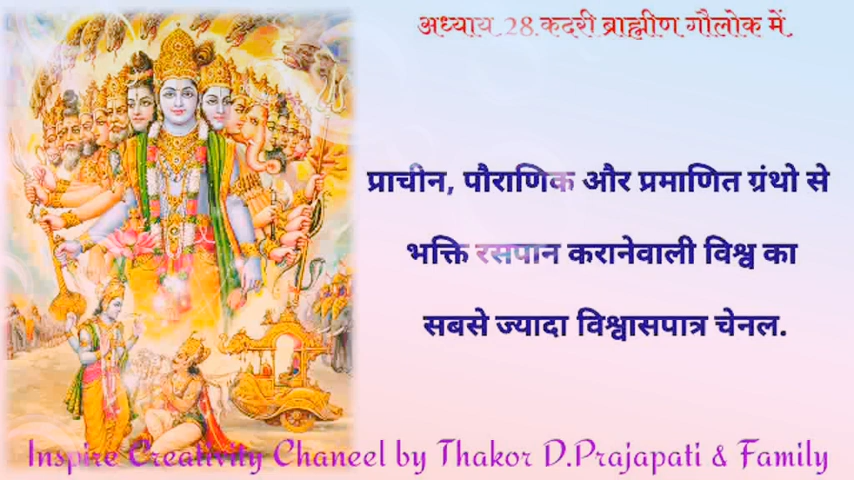 अध्याय 28.कदरी ब्राह्मीण गौलोक में.
प्राचीन, पौराणिक और प्रमाणित ग्रंथो से
भक्ति रसपान करानेवाली विश्व का
सबसे ज्यादा विश्वासपात्र चेनल.
Inspire Creativity Chaneel by Thakor D.Prajapati & Family